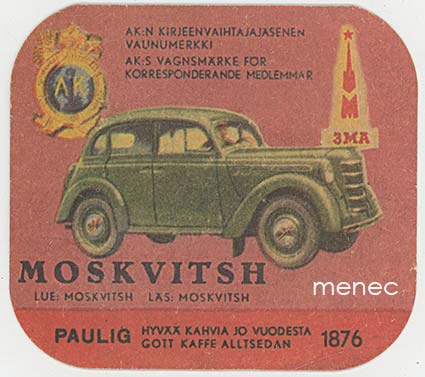 AK:N KIRJEENVAIHTAJAJÄSENEN
VAUNUMERKKI
AK:S VAGNSMÄRKE FÖR
KORRESPONDERANDE MEDLEMMAR
AK
ЗМА
MOSKVITSH
LUE: MOSKVITSH LÄS: MOSKVITSH
menec
PAULIG HYVÄÄ KAHVIA JO VUODESTA 1876
GOTT KAFFE ALLTSEDAN